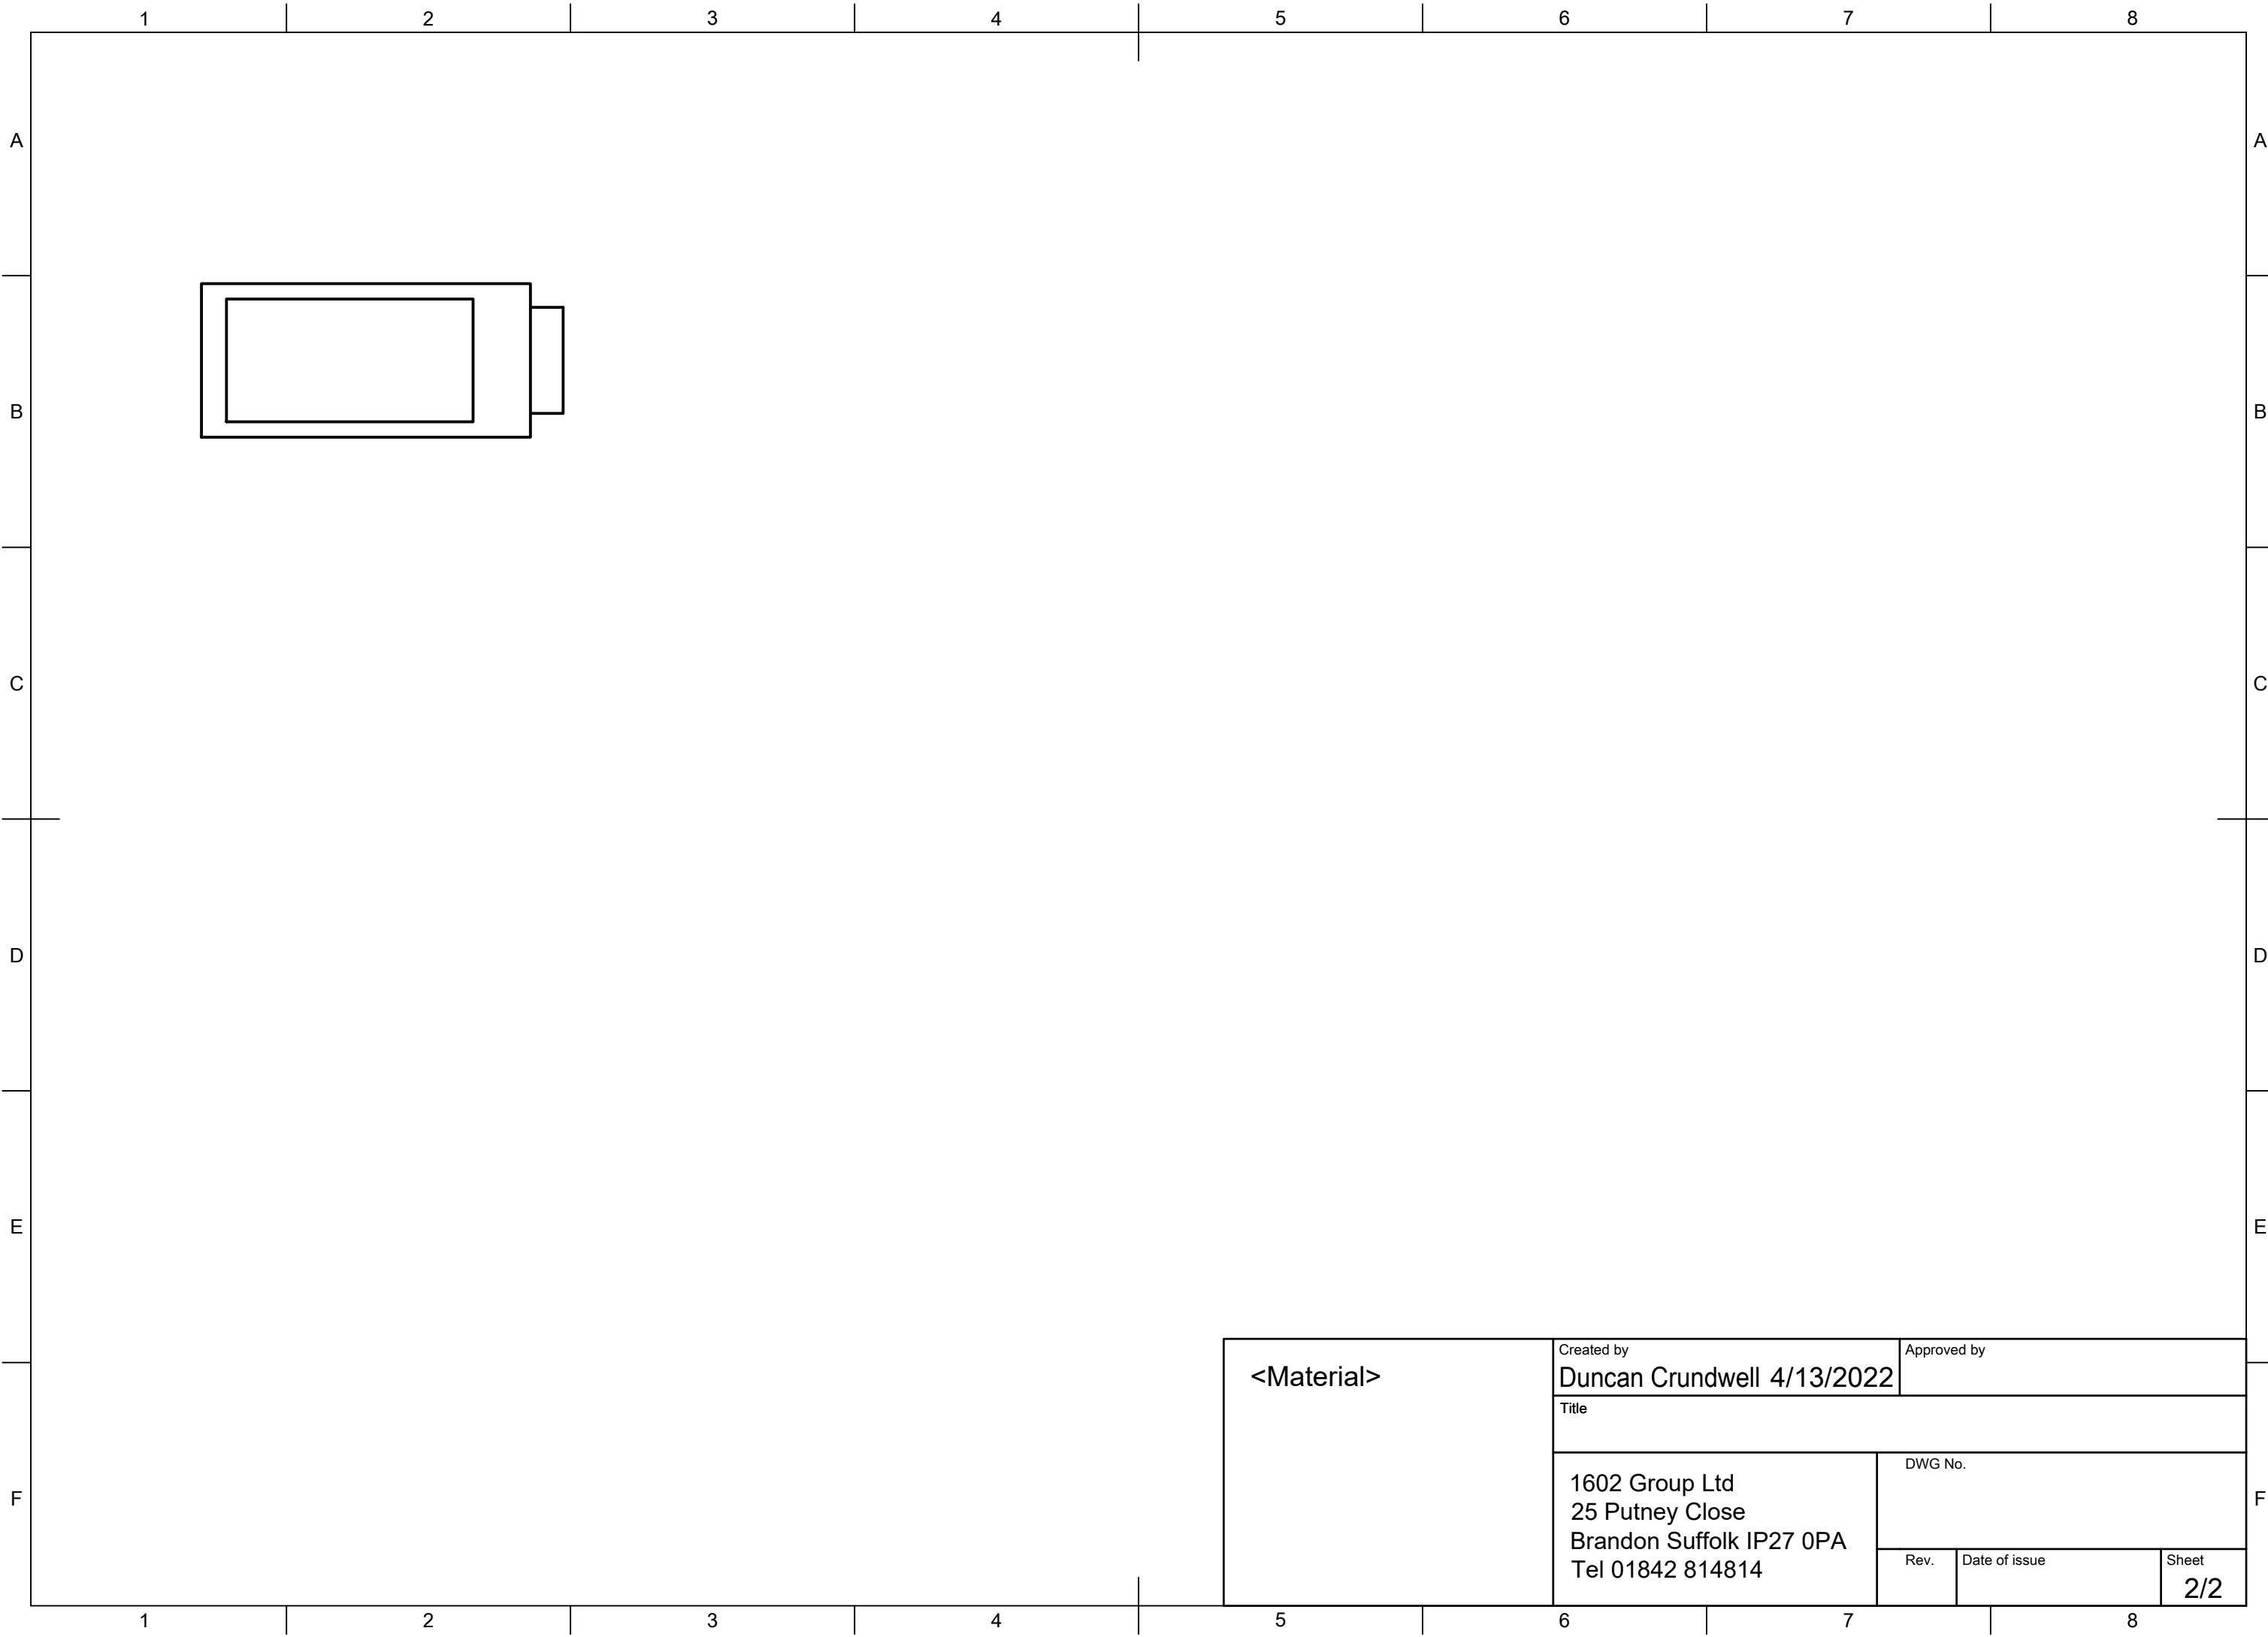 1 2 3 4 5 6 7 8
A A
B B
C C
D D
E E
F F
<Material>
Created by
Duncan Crundwell 4/13/2022
Approved by
Title
1602 Group Ltd
25 Putney Close
Brandon Suffolk IP27 0PA
Tel 01842 814814
DWG No.
Rev.
Date of issue
Sheet
2/2
1 2 3 4 5 6 7 8